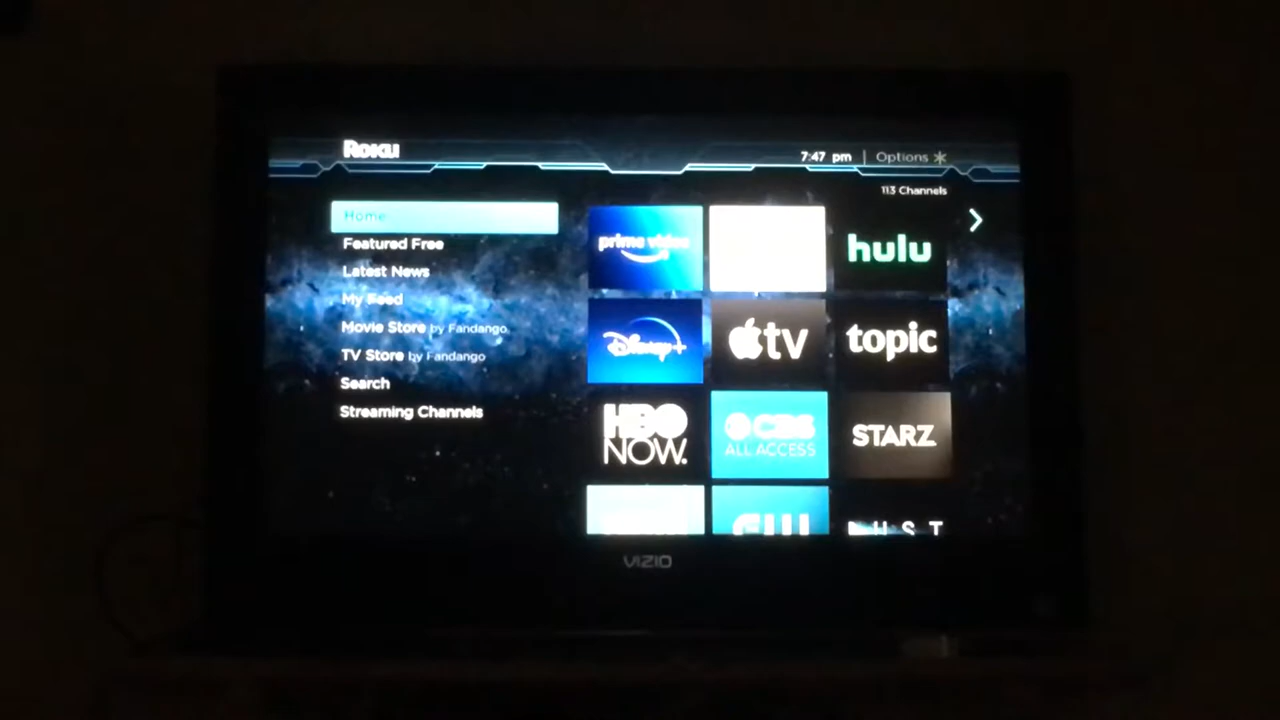 Roku
7:47 pm | Options
113 Channels
Home
Featured Free
Latest News
My Feed
Movie Store by Fandango
TV Store by Fandango
Search
Streaming Channels
prime video
hulu
Disney+
tv
topic
HBO
NOW.
CBS
ALL ACCESS
STARZ
VIZIO